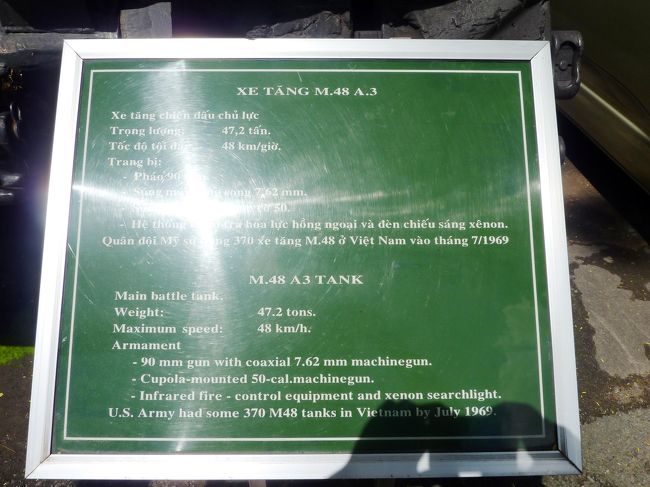 XE TĂNG M.48 A.3
Xe tăng chiến đấu chủ lực
Trọng lượng: 47,2 tấn.
Tốc độ tối 48 km/giờ.
Trang bị:
- Pháo 90
- Súng song 7,62 mm.
50.
- Hệ thống hỏa lực hồng ngoại và đèn chiếu sáng xênon.
Quân đội Mỹ 370 xe tăng M.48 ở Việt Nam vào tháng 7/1969
M.48 A3 TANK
Main battle tank.
Weight: 47.2 tons.
Maximum speed: 48 km/h.
Armament
- 90 mm gun with coaxial 7.62 mm machinegun.
- Cupola-mounted 50-cal.machinegun.
- Infrared fire - control equipment and xenon searchlight.
U.S. Army had some 370 M48 tanks in Vietnam by July 1969.